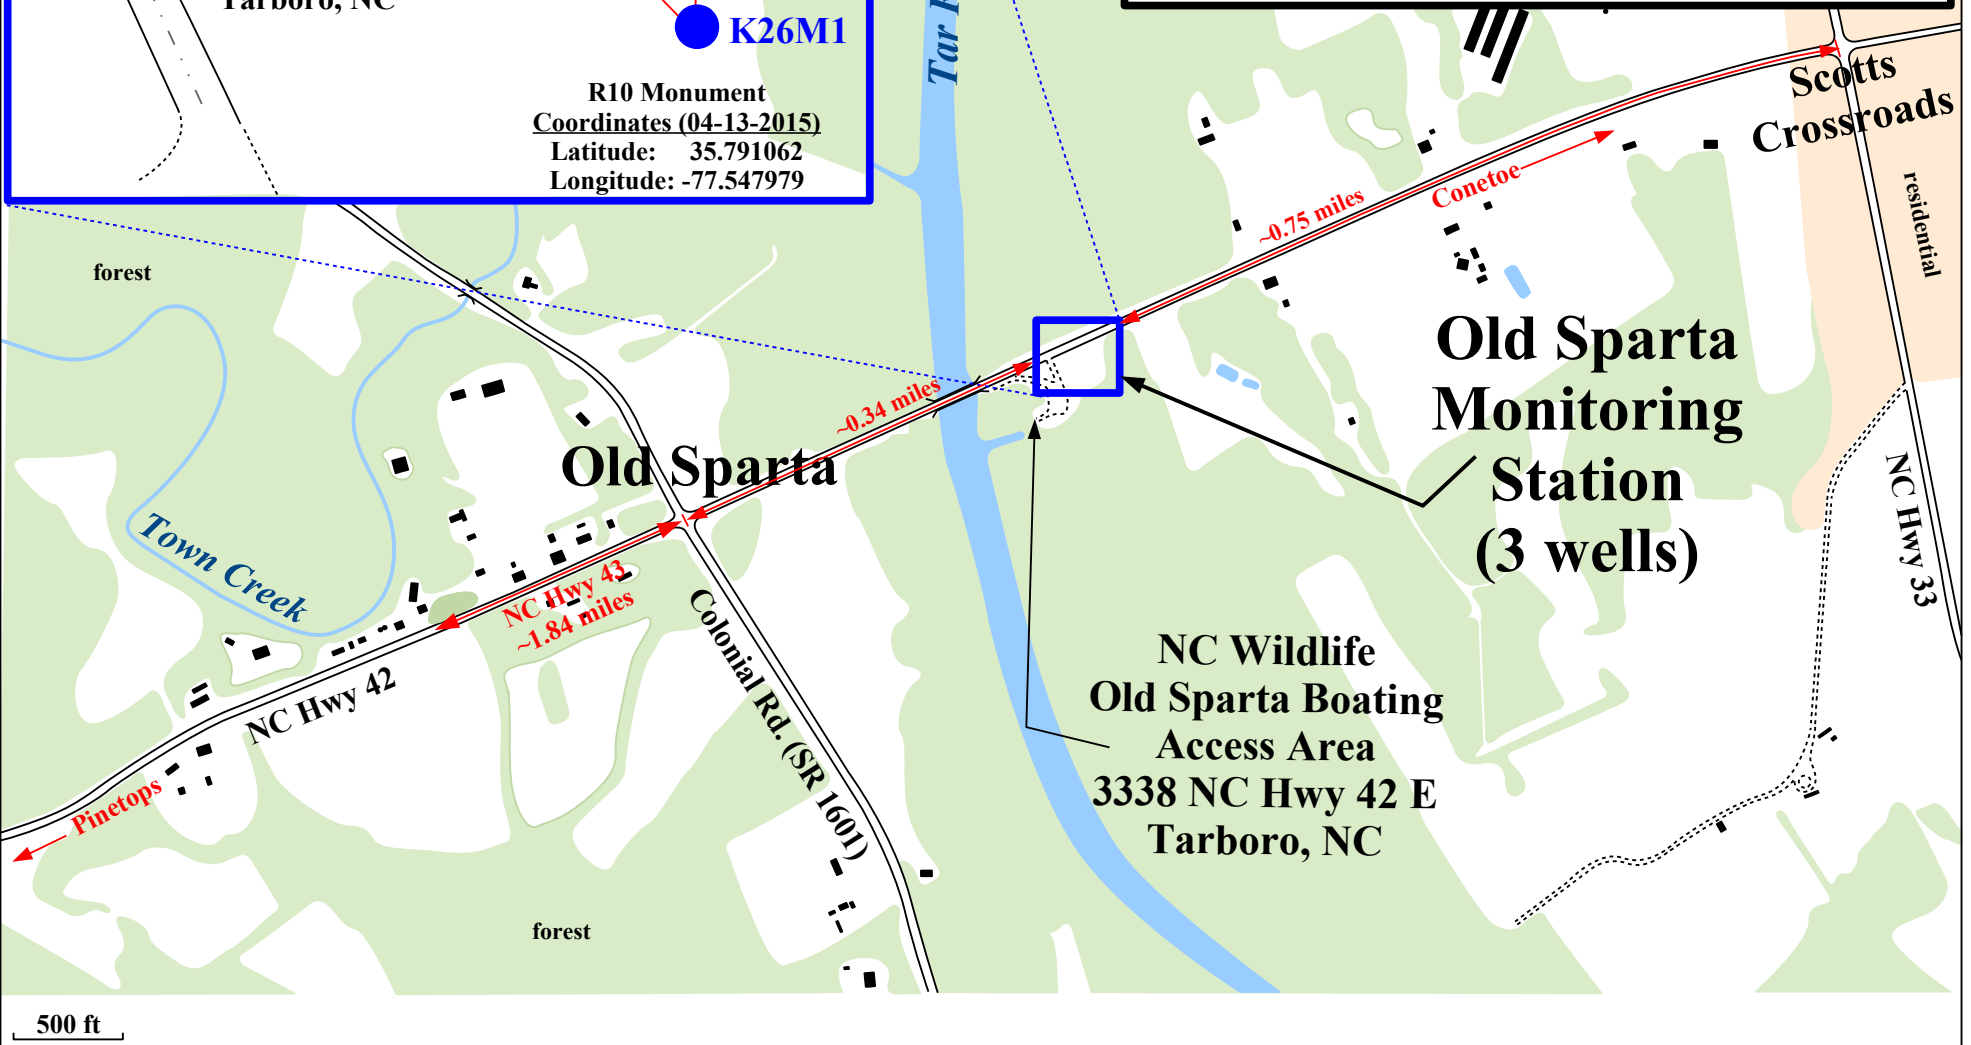 Tarboro, NC
K26M1
R10 Monument
Coordinates (04-13-2015)
Latitude: 35.791062
Longitude: -77.547979
Tar
Scotts
Crossroads
residential
Conetoe
~0.75 miles
forest
Old Sparta
Monitoring
Station
(3 wells)
~0.34 miles
Old Sparta
Town Creek
NC Hwy 43
~1.84 miles
NC Hwy 42
Colonial Rd. (SR 1601)
NC Hwy 33
NC Wildlife
Old Sparta Boating
Access Area
3338 NC Hwy 42 E
Tarboro, NC
Pinetops
forest
500 ft